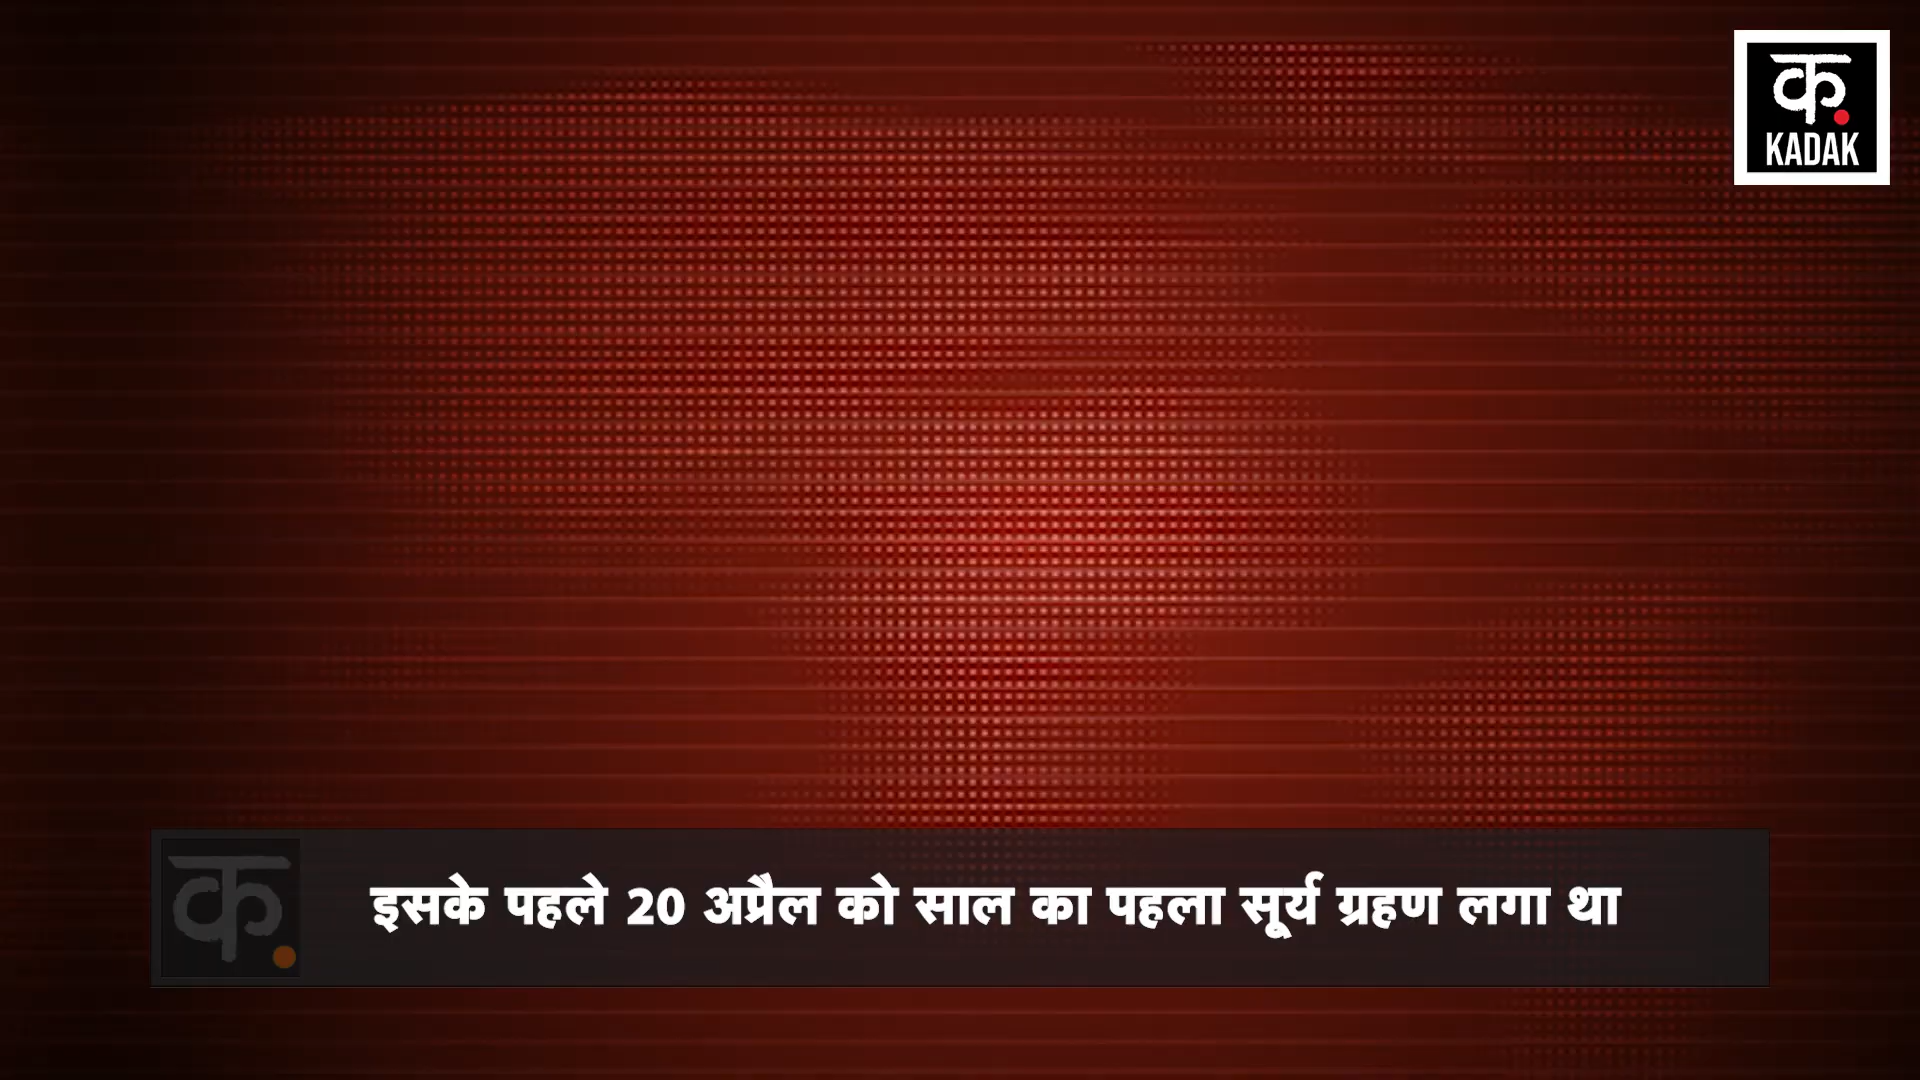 क
KADAK
क
इसके पहले 20 अप्रैल को साल का पहला सूर्य ग्रहण लगा था